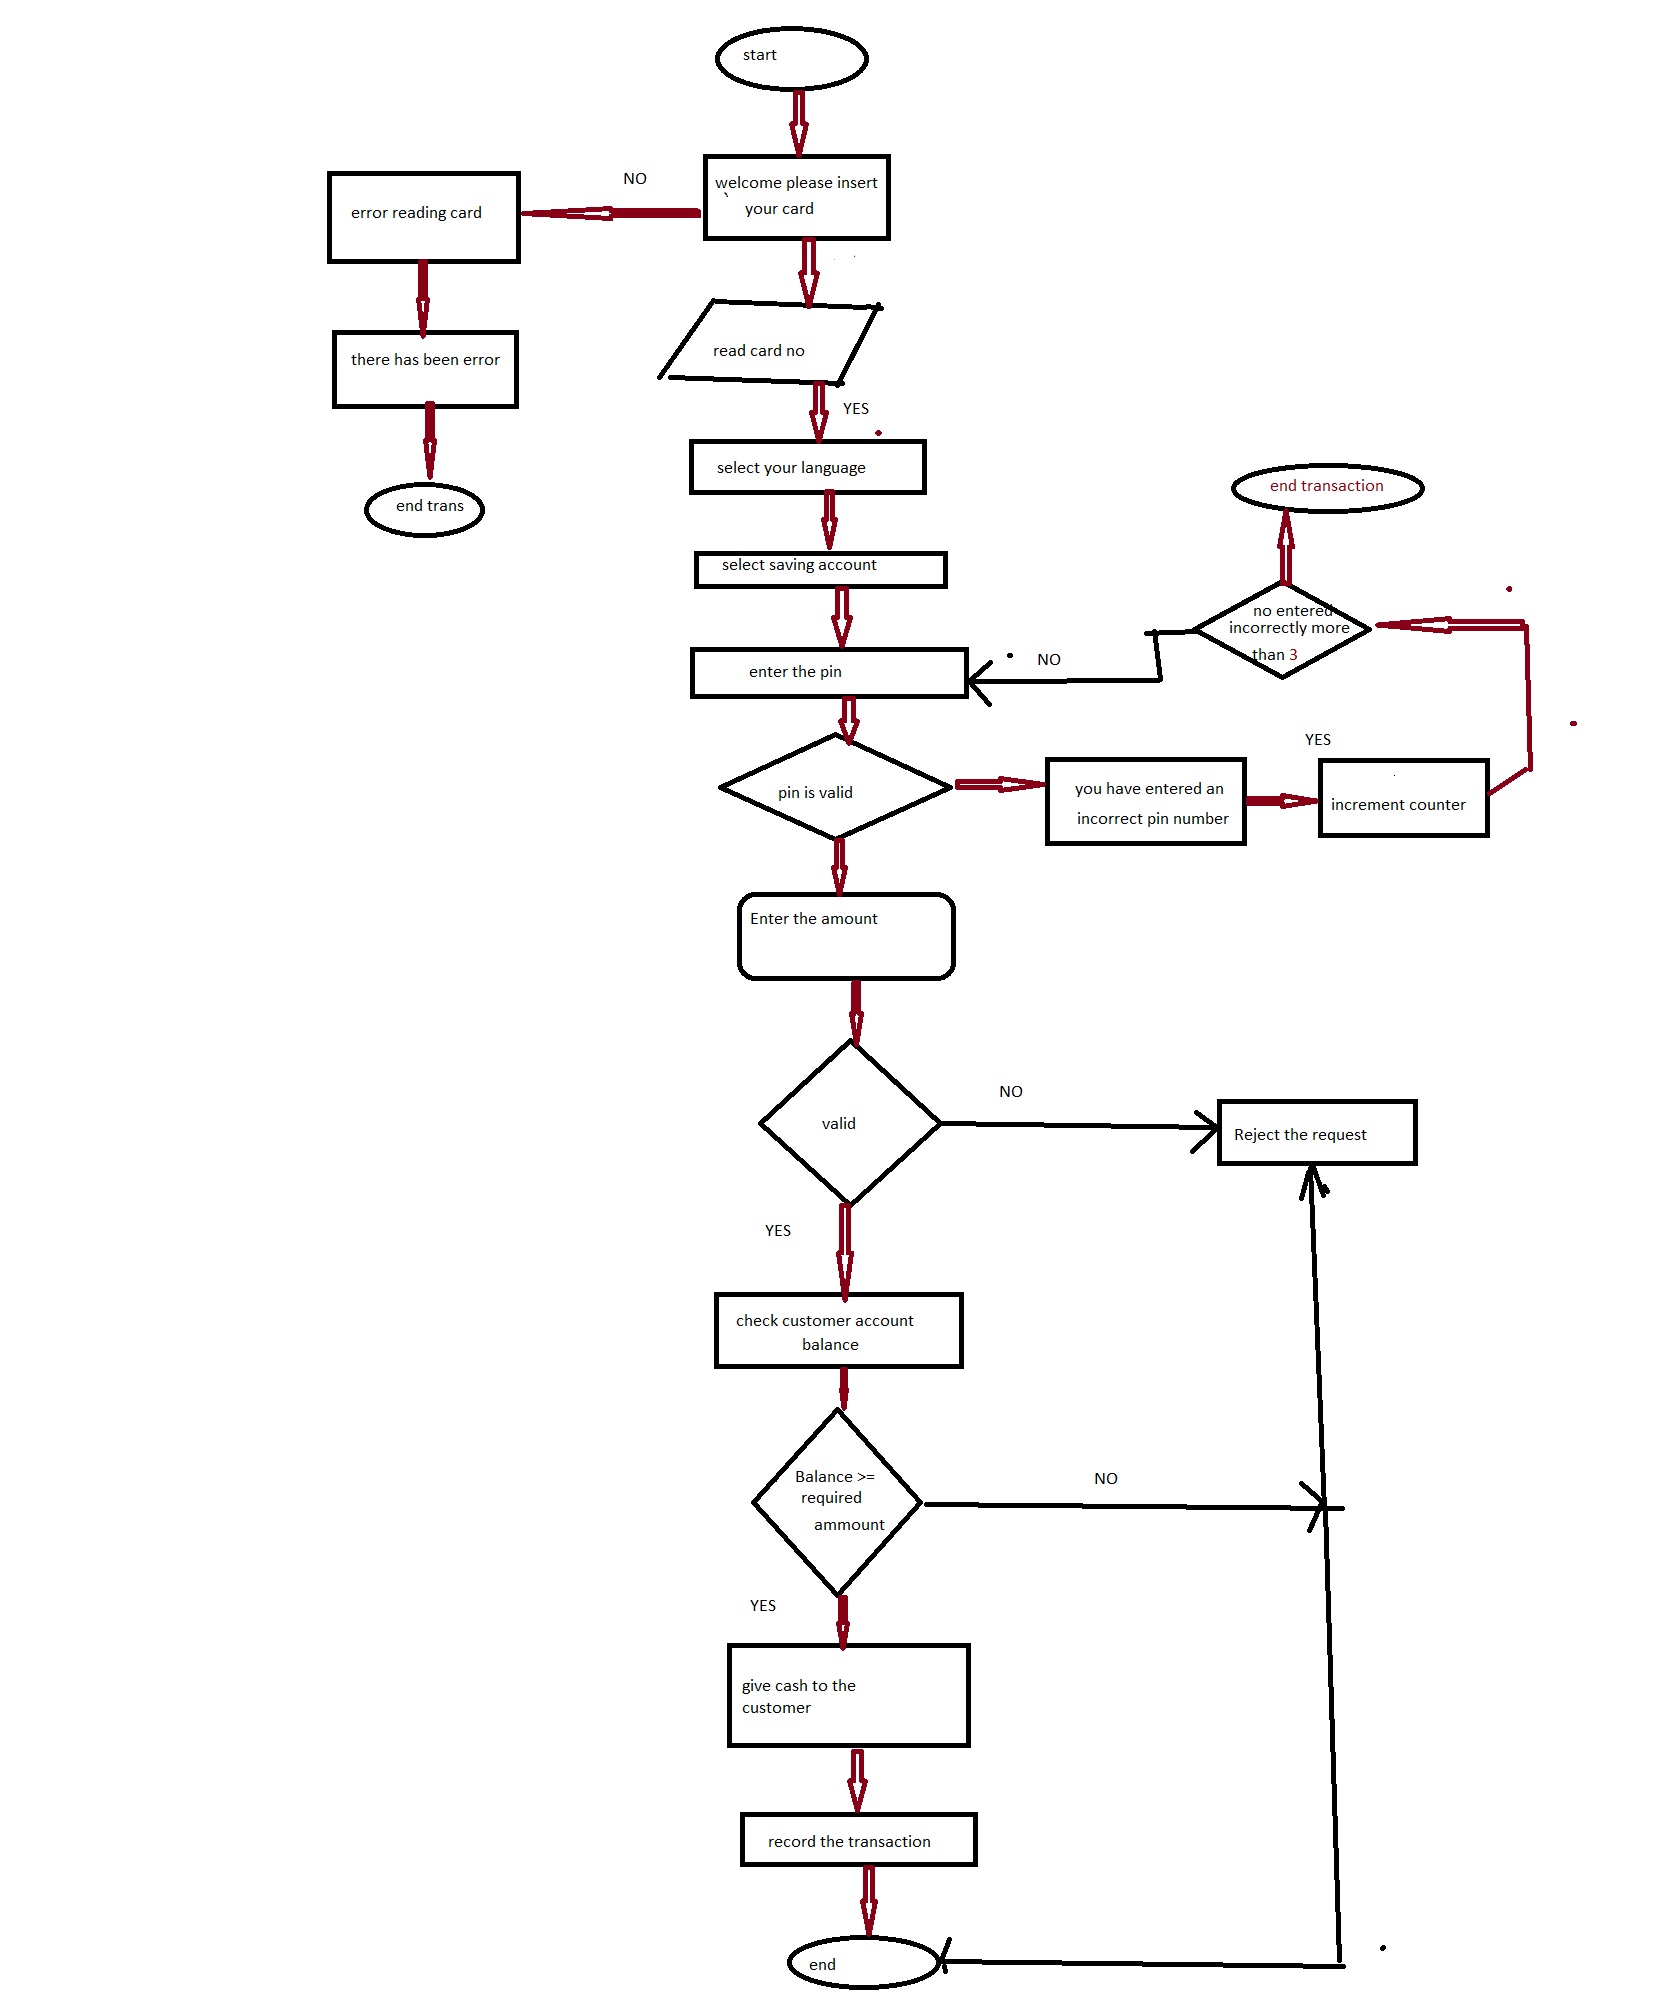 start
welcome please insert
your card
NO
error reading card
read card no
there has been error
YES
select your language
end trans
end transaction
select saving account
no entered
incorrectly more
than 3
enter the pin
NO
pin is valid
you have entered an
incorrect pin number
YES
increment counter
Enter the amount
valid
NO
Reject the request
YES
check customer account
balance
Balance >=
required
ammount
NO
YES
give cash to the
customer
record the transaction
end